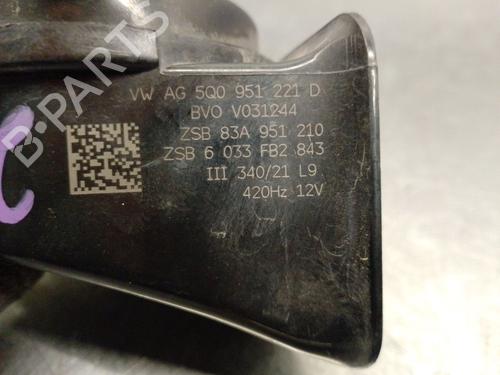 VW AG 5Q0 951 221 D
BVO V031244
ZSB 83A 951 210
ZSB 6 033 FB2 843
III 340/21 L9
420Hz 12V
C
B-PARTS